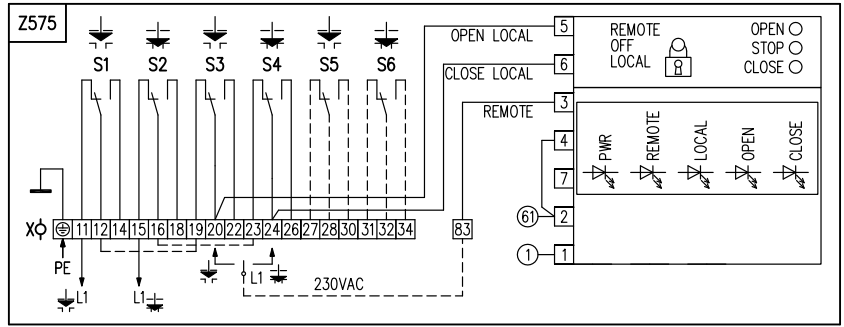 Z575
S1 S2 S3 S4 S5 S6
OPEN LOCAL
CLOSE LOCAL
REMOTE
5
6
3
4
7
2
1
61
1
REMOTE
OFF
LOCAL
OPEN
STOP
CLOSE
PWR
REMOTE
LOCAL
OPEN
CLOSE
X
11 12 14 15 16 18 19 20 22 23 24 26 27 28 30 31 32 34 83
PE
L1
L1
L1
230VAC